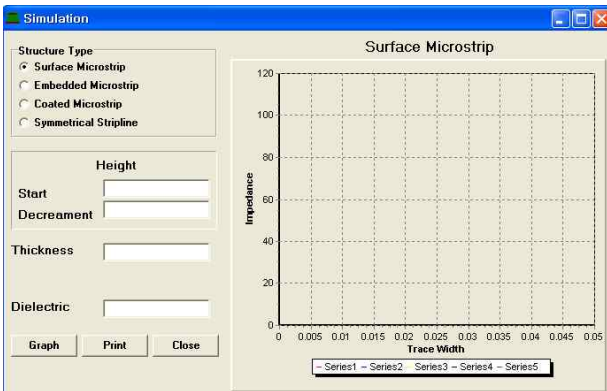 Simulation
Structure Type
Surface Microstrip
Embedded Microstrip
Coated Microstrip
Symmetrical Stripline
Height
Start
Decreament
Thickness
Dielectric
Graph Print Close
Surface Microstrip
120
100
80
60
40
20
0
Impedance
0 0.005 0.01 0.015 0.02 0.025 0.03 0.035 0.04 0.045 0.05
Trace Width
Series1 Series2 Series3 Series4 Series5